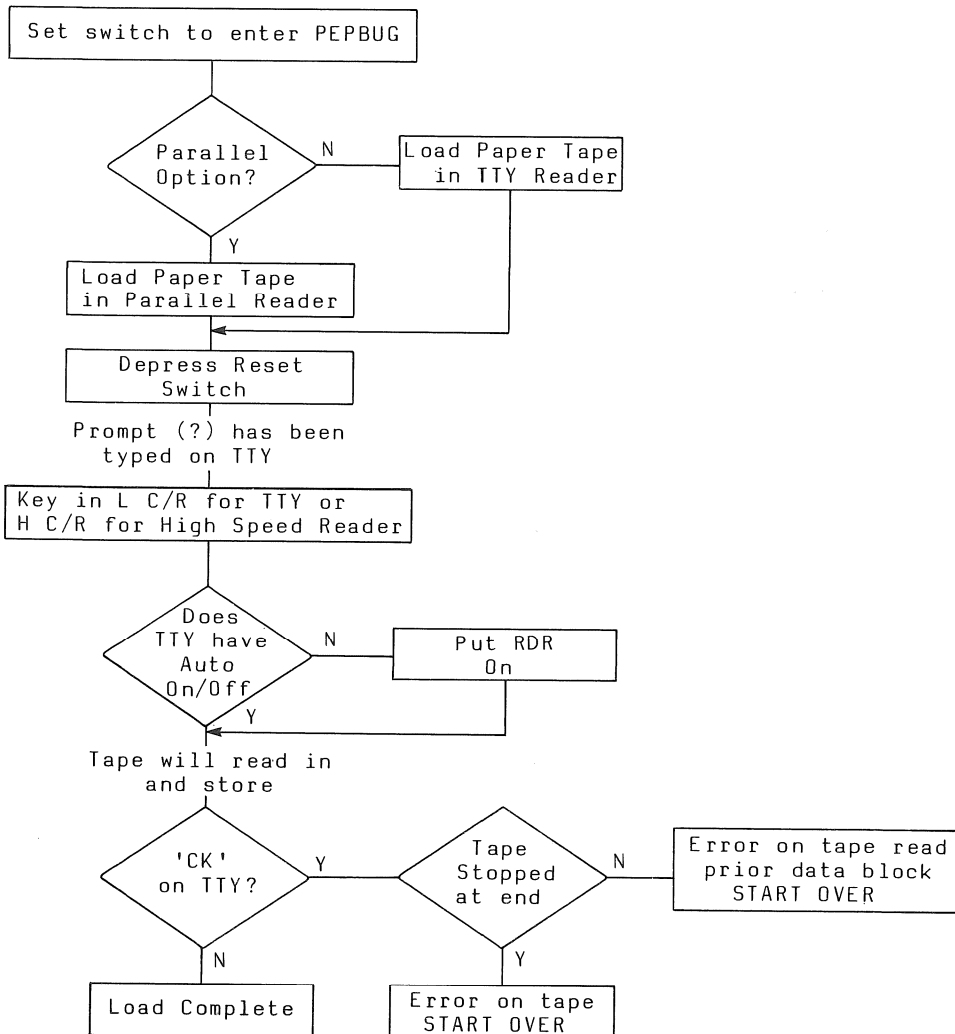 Set switch to enter PEPBUG
Parallel
Option?
N
Load Paper Tape
in TTY Reader
Y
Load Paper Tape
in Parallel Reader
Depress Reset
Switch
Prompt (?) has been
typed on TTY
Key in L C/R for TTY or
H C/R for High Speed Reader
Does
TTY have
Auto
On/Off
N
Put RDR
On
Y
Tape will read in
and store
'CK'
on TTY?
Y
Tape
Stopped
at end
N
Error on tape read
prior data block
START OVER
N
Load Complete
Y
Error on tape
START OVER